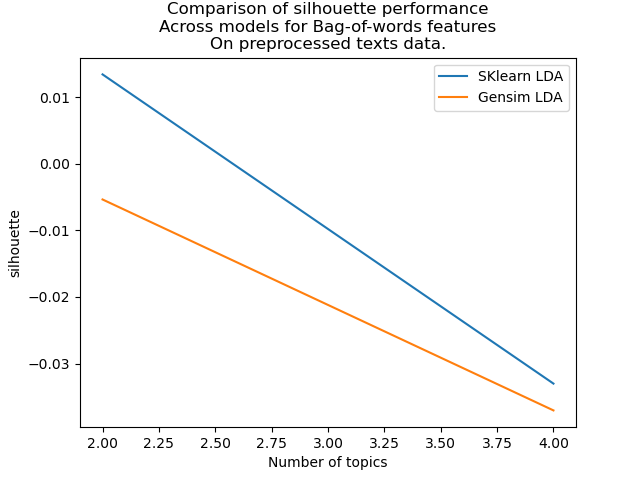 Comparison of silhouette performance
Across models for Bag-of-words features
On preprocessed texts data.
SKlearn LDA
Gensim LDA
silhouette
0.01
0.00
−0.01
−0.02
−0.03
2.00 2.25 2.50 2.75 3.00 3.25 3.50 3.75 4.00
Number of topics